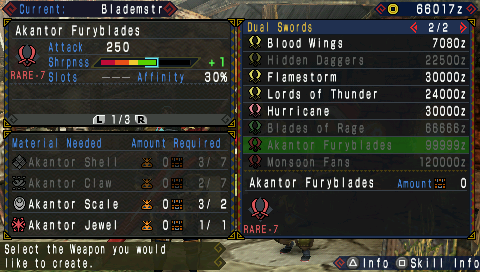 Current: Blademstr 66017z
Akantor Furyblades
Attack 250
Shrpnss +1
RARE-7 Slots --- Affinity 30%
L 1/3 R
Material Needed Amount Required
Akantor Shell 0 3/ 7
Akantor Claw 0 2/ 7
Akantor Scale 0 3/ 2
Akantor Jewel 0 1/ 1
Select the Weapon you would
like to create.
Dual Swords 2/2
Blood Wings 7080z
Hidden Daggers 22500z
Flamestorm 30000z
Lords of Thunder 24000z
Hurricane 30000z
Blades of Rage 66666z
Akantor Furyblades 99999z
Monsoon Fans 120000z
Akantor Furyblades Amount 0
RARE-7
Info Skill Info